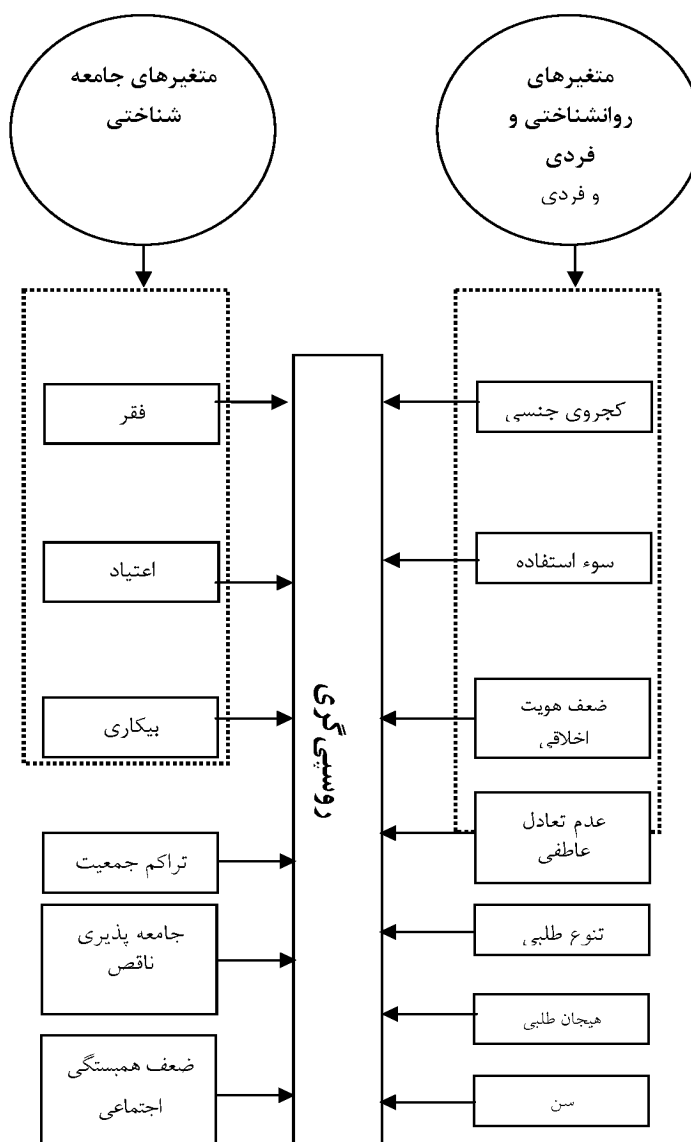 متغیرهای
روانشناختی و
فردی
و فردی
متغیرهای جامعه
شناختی
کجروی جنسی
سوء استفاده
ضعف هویت
اخلاقی
عدم تعادل
عاطفی
تنوع طلبی
هیجان طلبی
سن
روسپی گری
فقر
اعتیاد
بیکاری
تراکم جمعیت
جامعه پذیری
ناقص
ضعف همبستگی
اجتماعی